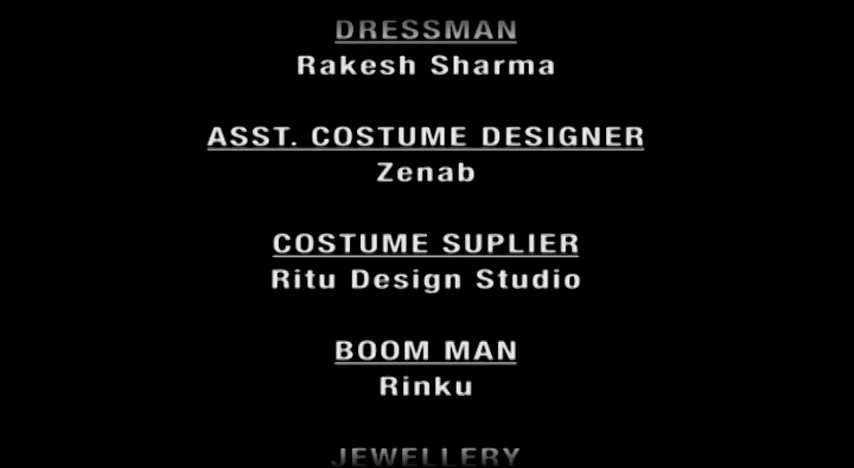 DRESSMAN
Rakesh Sharma
ASST. COSTUME DESIGNER
Zenab
COSTUME SUPLIER
Ritu Design Studio
BOOM MAN
Rinku
JEWELLERY